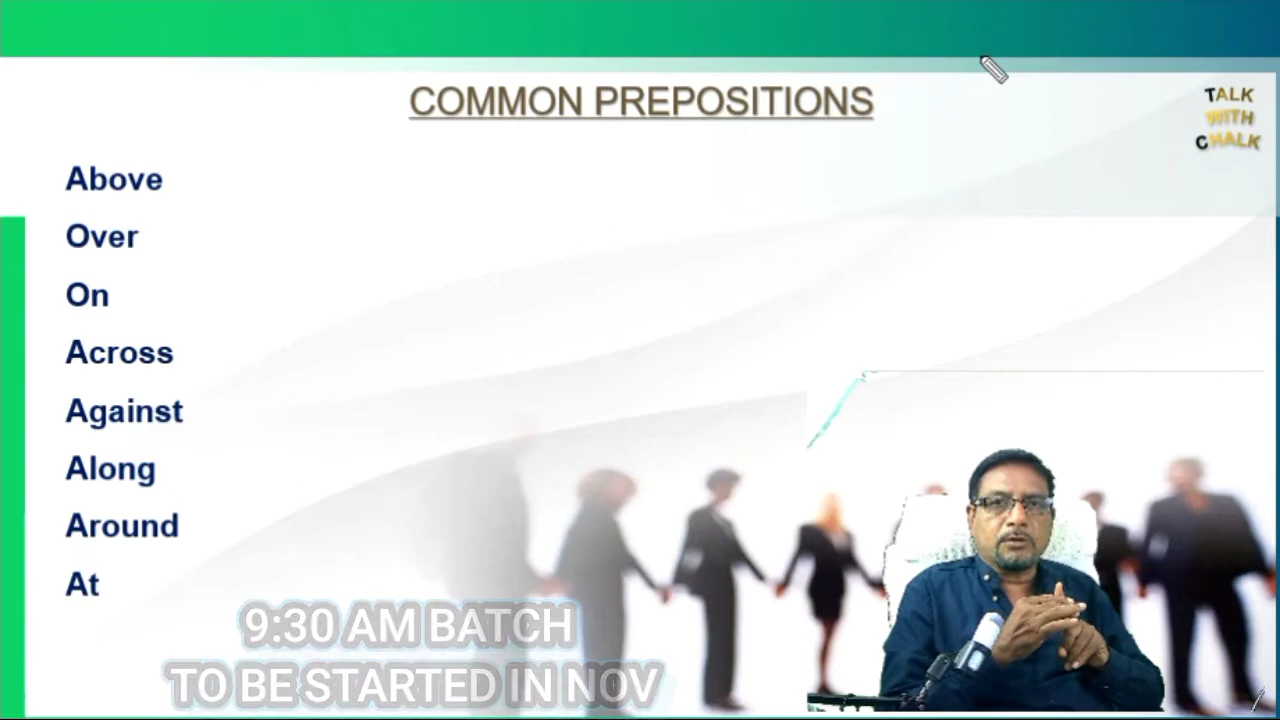 COMMON PREPOSITIONS
TALK
WITH
CHALK
Above
Over
On
Across
Against
Along
Around
At
9:30 AM BATCH
TO BE STARTED IN NOV